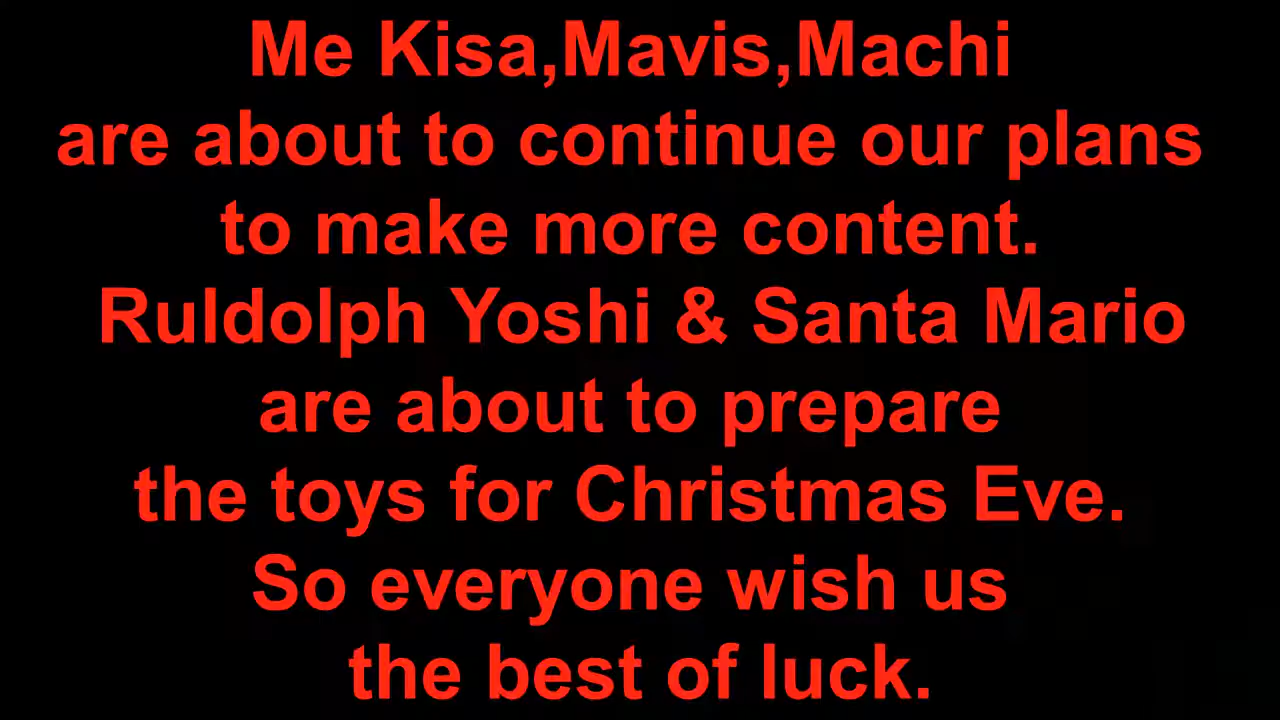 Me Kisa,Mavis,Machi
are about to continue our plans
to make more content.
Ruldolph Yoshi & Santa Mario
are about to prepare
the toys for Christmas Eve.
So everyone wish us
the best of luck.